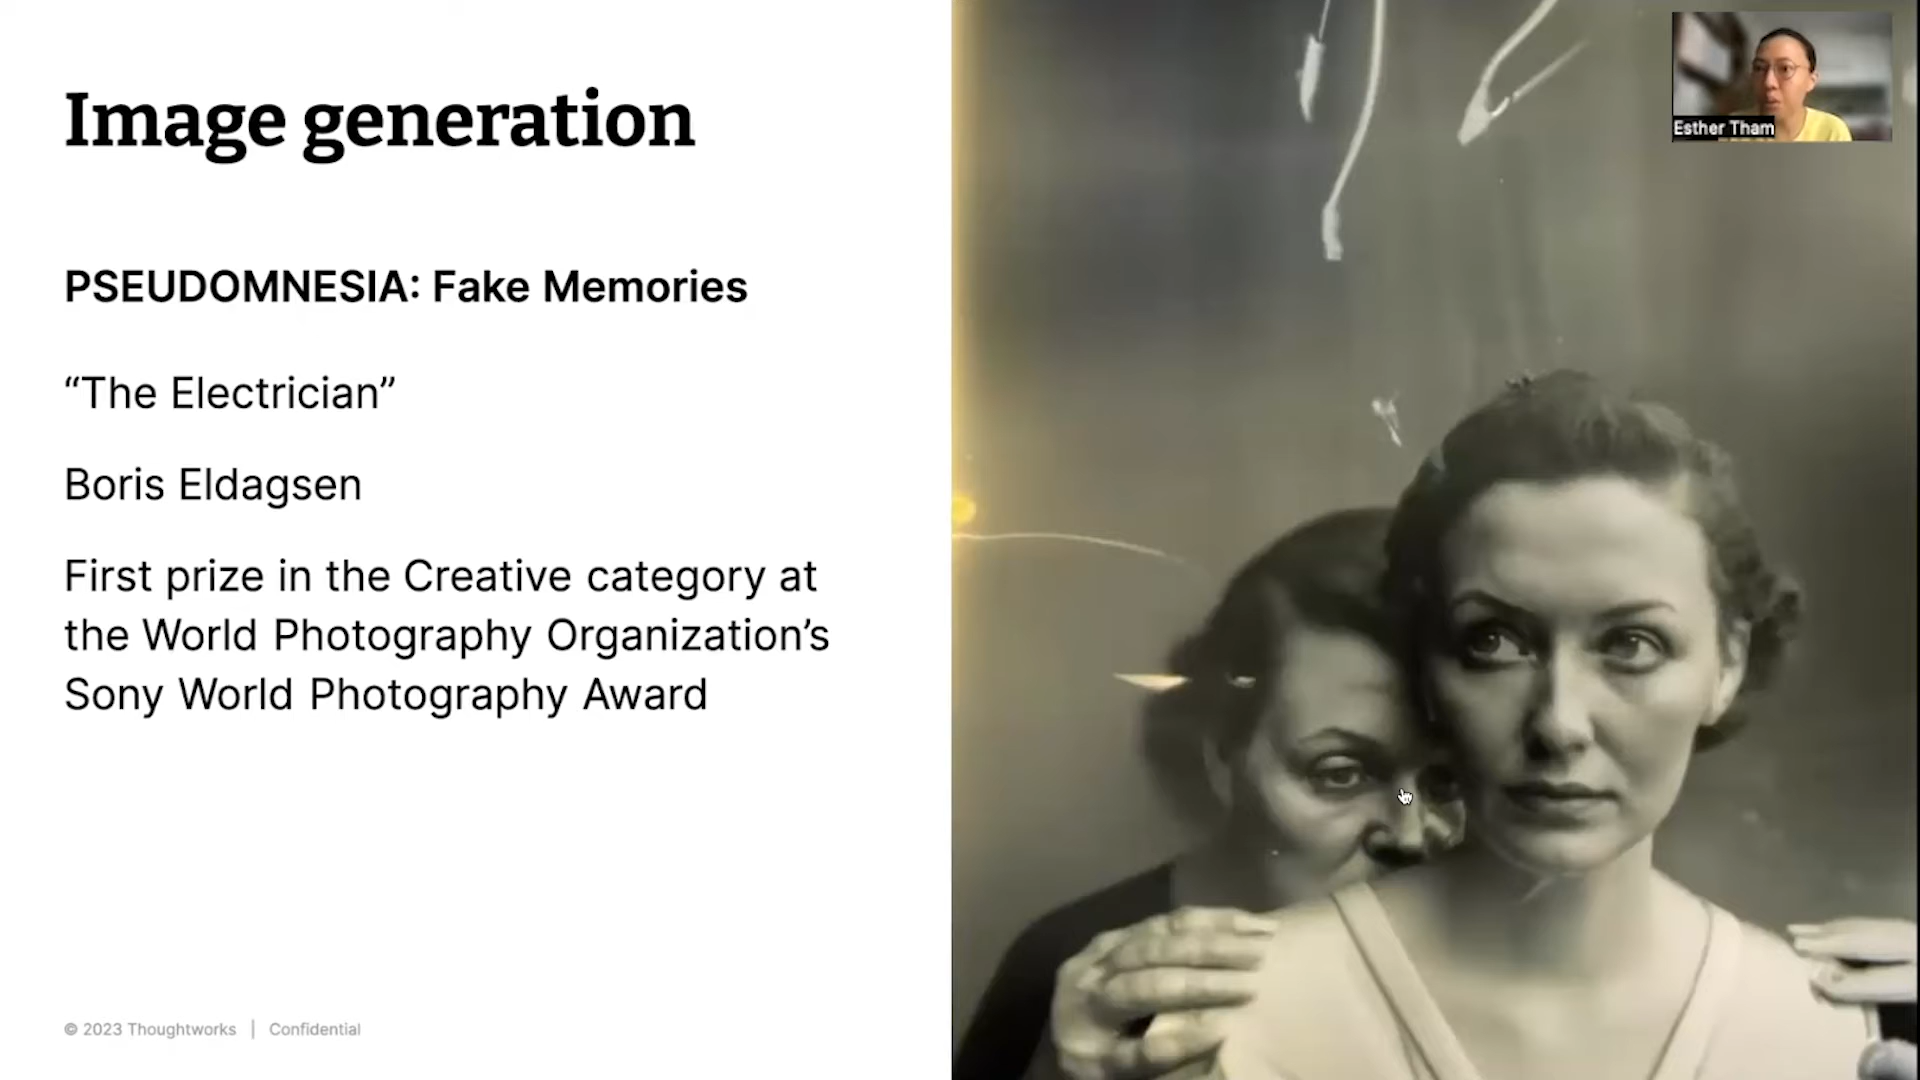 Image generation
Esther Tham
PSEUDOMNESIA: Fake Memories
“The Electrician”
Boris Eldagsen
First prize in the Creative category at
the World Photography Organization’s
Sony World Photography Award
© 2023 Thoughtworks | Confidential